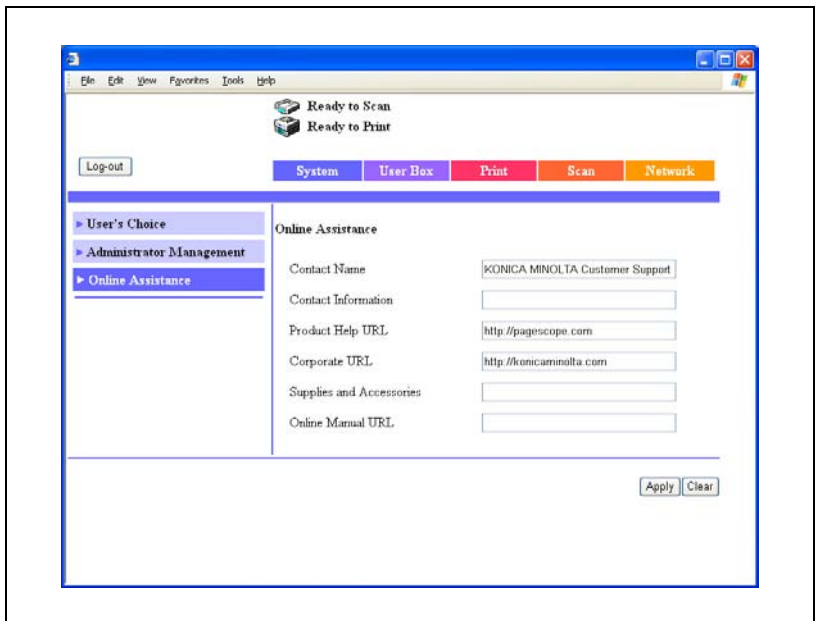 File Edit View Favorites Tools Help
Ready to Scan
Ready to Print
Log-out
System User Box Print Scan Network
User's Choice
Administrator Management
Online Assistance
Online Assistance
Contact Name KONICA MINOLTA Customer Support
Contact Information
Product Help URL http://pagescope.com
Corporate URL http://konicaminolta.com
Supplies and Accessories
Online Manual URL
Apply Clear